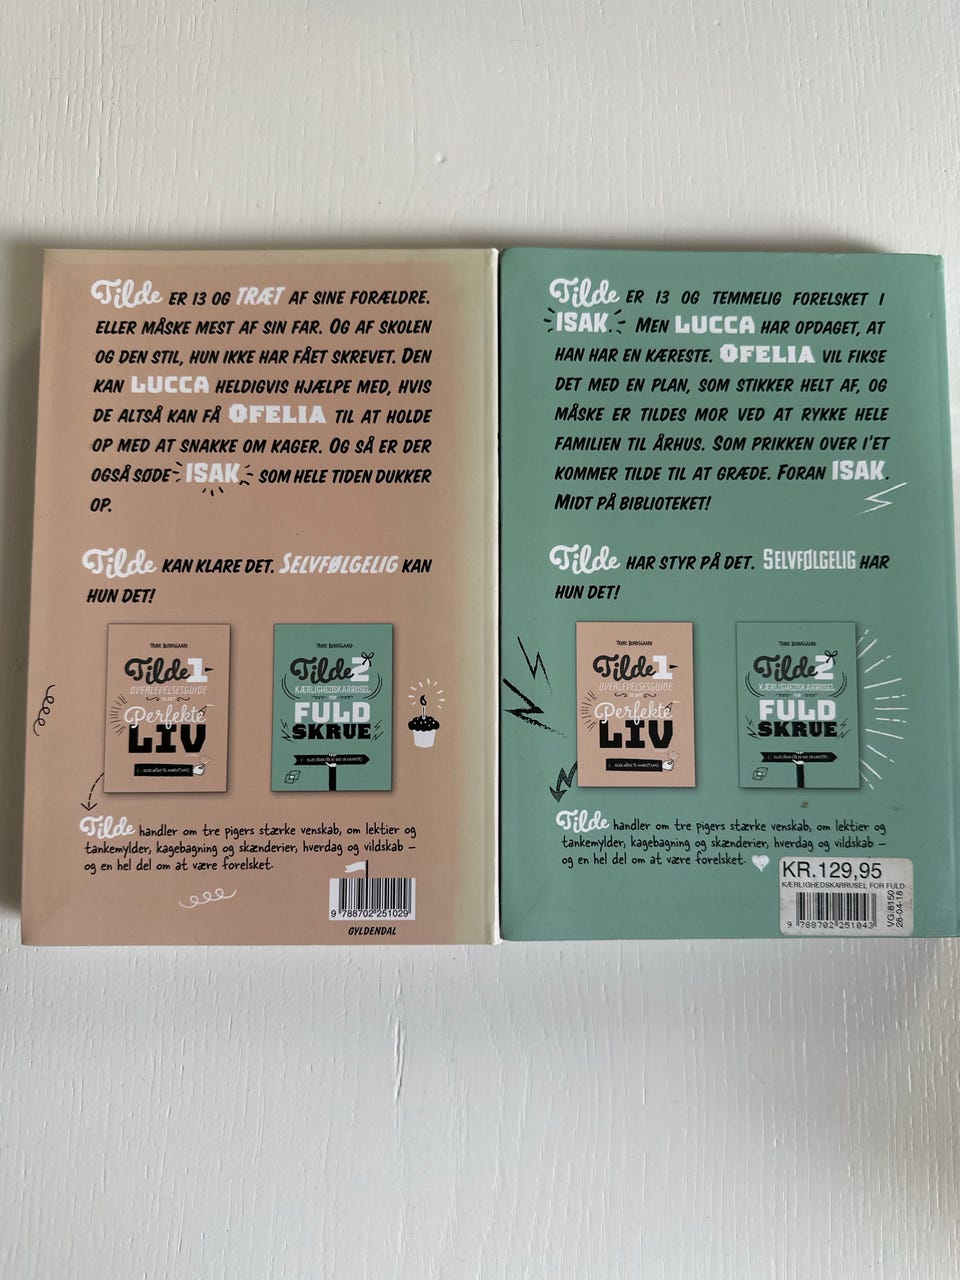 Tilde ER 13 OG TRÆT AF SINE FORÆLDRE.
ELLER MÅSKE MEST AF SIN FAR. OG AF SKOLEN
OG DEN STIL, HUN IKKE HAR FÅET SKREVET. DEN
KAN LUCCA HELDIGVIS HJÆLPE MED, HVIS
DE ALTSÅ KAN FÅ OFELIA TIL AT HOLDE
OP MED AT SNAKKE OM KAGER. OG SÅ ER DER
OGSÅ SØDE ISAK, SOM HELE TIDEN DUKKER
OP.
Tilde KAN KLARE DET. SELVFØLGELIG KAN
HUN DET!
TRINE BUNDSGAARD
Tilde 1
OVERLEVELSESGUIDE
TIL DET
Perfekte
LIV
TRINE BUNDSGAARD
Tilde 2
KÆRLIGHEDSKARRUSEL
FOR
FULD
SKRUE
Tilde handler om tre pigers stærke venskab, om lektier og
tankemylder, kagebagning og skænderier, hverdag og vildskab –
og en hel del om at være forelsket.
9 788702 251029
GYLDENDAL
Tilde ER 13 OG TEMMELIG FORELSKET I
ISAK. MEN LUCCA HAR OPDAGET, AT
HAN HAR EN KÆRESTE. OFELIA VIL FIKSE
DET MED EN PLAN, SOM STIKKER HELT AF, OG
MÅSKE ER TILDES MOR VED AT RYKKE HELE
FAMILIEN TIL ÅRHUS. SOM PRIKKEN OVER I'ET
KOMMER TILDE TIL AT GRÆDE. FORAN ISAK.
MIDT PÅ BIBLIOTEKET!
Tilde HAR STYR PÅ DET. SELVFØLGELIG HAR
HUN DET!
TRINE BUNDSGAARD
Tilde 1
OVERLEVELSESGUIDE
TIL DET
Perfekte
LIV
TRINE BUNDSGAARD
Tilde 2
KÆRLIGHEDSKARRUSEL
FOR
FULD
SKRUE
Tilde handler om tre pigers stærke venskab, om lektier og
tankemylder, kagebagning og skænderier, hverdag og vildskab –
og en hel del om at være forelsket.
KR.129,95
KÆRLIGHEDSKARRUSEL FOR FULD
9 788702 251043
VG:8150
28-04-18